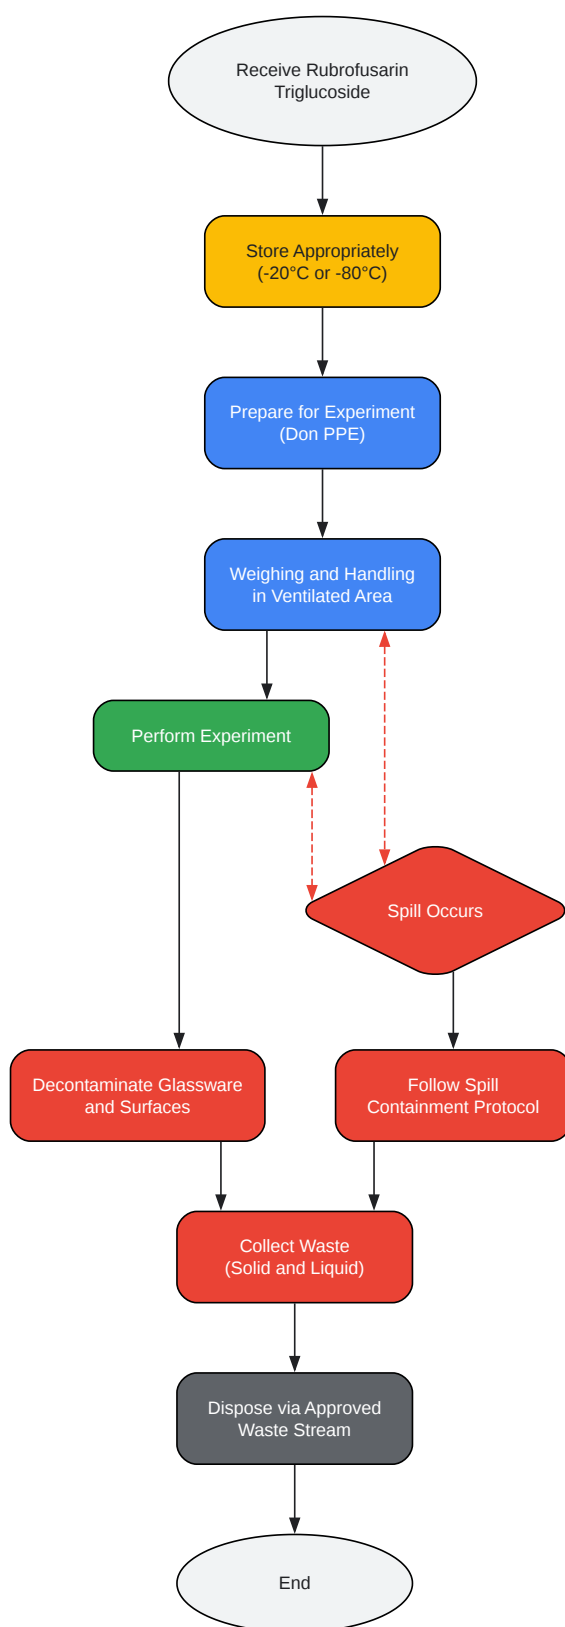 Receive Rubrofusarin
Triglucoside
Store Appropriately
(-20°C or -80°C)
Prepare for Experiment
(Don PPE)
Weighing and Handling
in Ventilated Area
Perform Experiment
Spill Occurs
Decontaminate Glassware
and Surfaces
Follow Spill
Containment Protocol
Collect Waste
(Solid and Liquid)
Dispose via Approved
Waste Stream
End